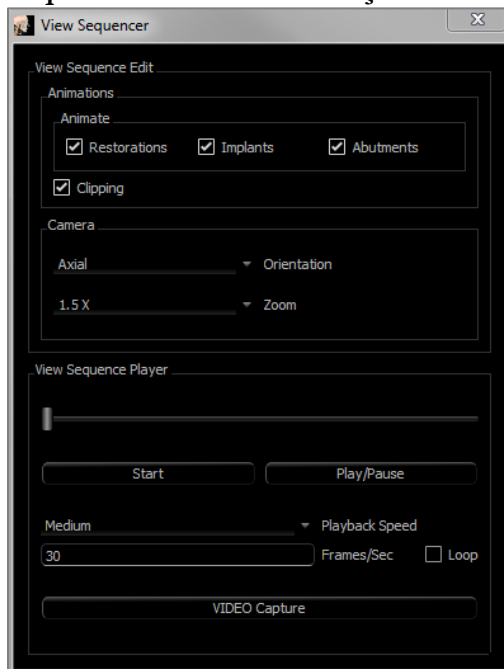 View Sequencer
View Sequence Edit
Animations
Animate
Restorations Implants Abutments
Clipping
Camera
Axial Orientation
1.5 X Zoom
View Sequence Player
Start Play/Pause
Medium Playback Speed
30 Frames/Sec Loop
VIDEO Capture